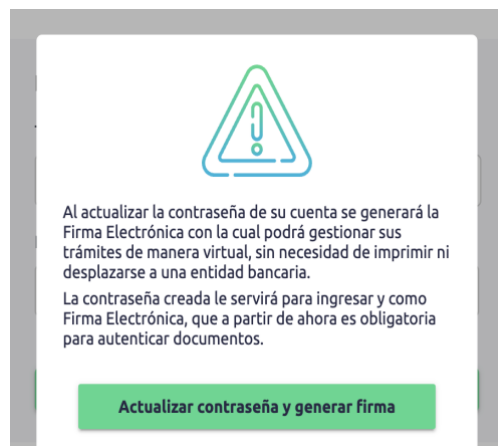 Al actualizar la contraseña de su cuenta se generará la
Firma Electrónica con la cual podrá gestionar sus
trámites de manera virtual, sin necesidad de imprimir ni
desplazarse a una entidad bancaria.
La contraseña creada le servirá para ingresar y como
Firma Electrónica, que a partir de ahora es obligatoria
para autenticar documentos.
Actualizar contraseña y generar firma